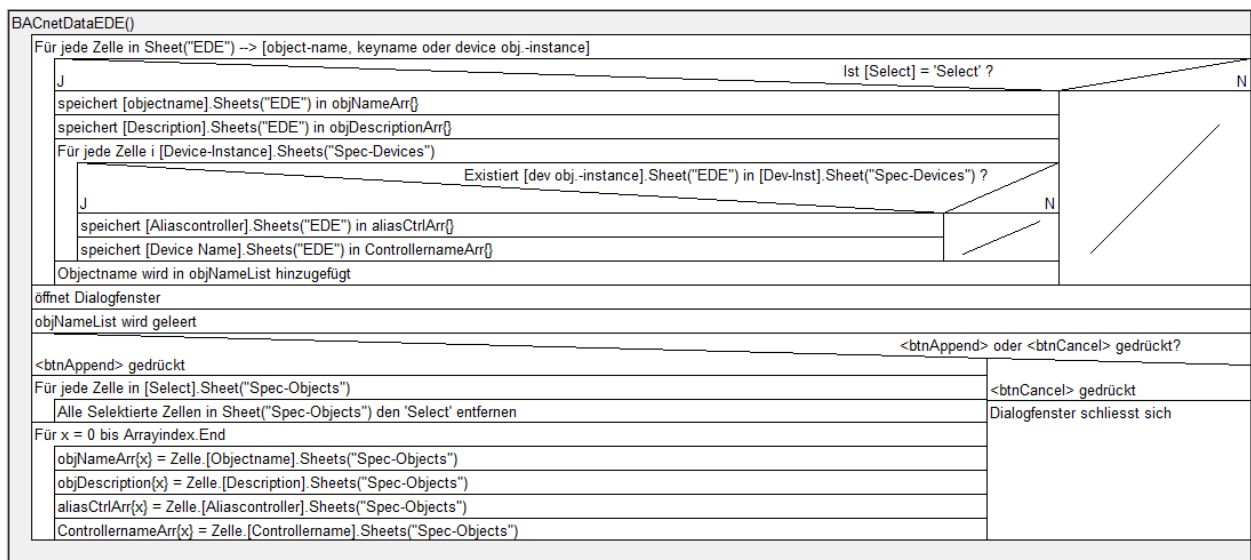 BACnetDataEDE()
Für jede Zelle in Sheet("EDE") --> [object-name, keyname oder device obj.-instance]
Ist [Select] = 'Select' ?
J
N
speichert [objectname].Sheets("EDE") in objNameArr{}
speichert [Description].Sheets("EDE") in objDescriptionArr{}
Für jede Zelle i [Device-Instance].Sheets("Spec-Devices")
Existiert [dev obj.-instance].Sheet("EDE") in [Dev-Inst].Sheet("Spec-Devices") ?
J
N
speichert [Aliascontroller].Sheets("EDE") in aliasCtrlArr{}
speichert [Device Name].Sheets("EDE") in ControllernameArr{}
Objectname wird in objNameList hinzugefügt
öffnet Dialogfenster
objNameList wird geleert
<btnAppend> oder <btnCancel> gedrückt?
<btnAppend> gedrückt
<btnCancel> gedrückt
Für jede Zelle in [Select].Sheet("Spec-Objects")
Alle Selektierte Zellen in Sheet("Spec-Objects") den 'Select' entfernen
Dialogfenster schliesst sich
Für x = 0 bis Arrayindex.End
objNameArr{x} = Zelle.[Objectname].Sheets("Spec-Objects")
objDescription{x} = Zelle.[Description].Sheets("Spec-Objects")
aliasCtrlArr{x} = Zelle.[Aliascontroller].Sheets("Spec-Objects")
ControllernameArr{x} = Zelle.[Controllername].Sheets("Spec-Objects")